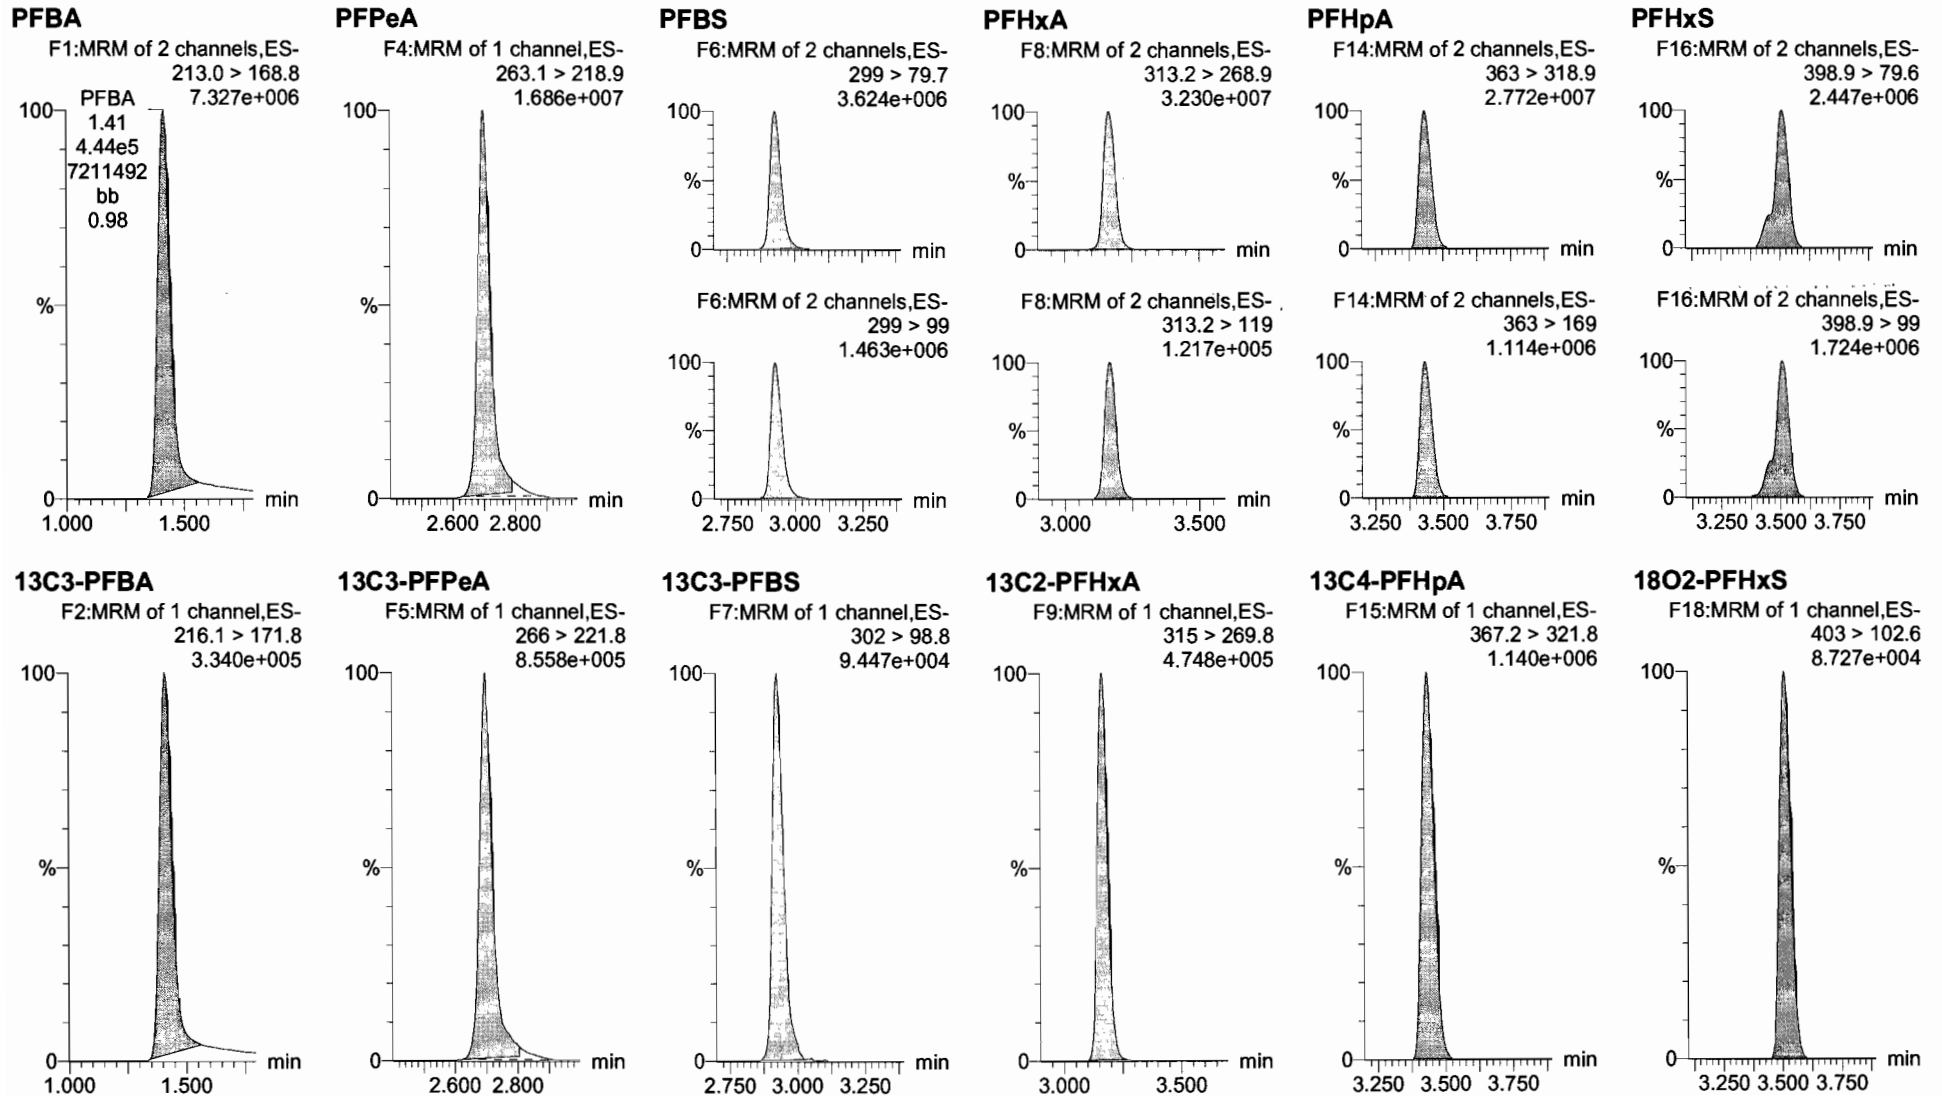 PFBA
F1:MRM of 2 channels,ES-
213.0 > 168.8
7.327e+006
PFBA
1.41
4.44e5
7211492
bb
0.98
100
%
0
min
1.000 1.500
PFPeA
F4:MRM of 1 channel,ES-
263.1 > 218.9
1.686e+007
100
%
0
min
2.600 2.800
PFBS
F6:MRM of 2 channels,ES-
299 > 79.7
3.624e+006
100
%
0
min
F6:MRM of 2 channels,ES-
299 > 99
1.463e+006
100
%
0
min
2.750 3.000 3.250
PFHxA
F8:MRM of 2 channels,ES-
313.2 > 268.9
3.230e+007
100
%
0
min
F8:MRM of 2 channels,ES-
313.2 > 119
1.217e+005
100
%
0
min
3.000 3.500
PFHpA
F14:MRM of 2 channels,ES-
363 > 318.9
2.772e+007
100
%
0
min
F14:MRM of 2 channels,ES-
363 > 169
1.114e+006
100
%
0
min
3.250 3.500 3.750
PFHxS
F16:MRM of 2 channels,ES-
398.9 > 79.6
2.447e+006
100
%
0
min
F16:MRM of 2 channels,ES-
398.9 > 99
1.724e+006
100
%
0
min
3.250 3.500 3.750
13C3-PFBA
F2:MRM of 1 channel,ES-
216.1 > 171.8
3.340e+005
100
%
0
min
1.000 1.500
13C3-PFPeA
F5:MRM of 1 channel,ES-
266 > 221.8
8.558e+005
100
%
0
min
2.600 2.800
13C3-PFBS
F7:MRM of 1 channel,ES-
302 > 98.8
9.447e+004
100
%
0
min
2.750 3.000 3.250
13C2-PFHxA
F9:MRM of 1 channel,ES-
315 > 269.8
4.748e+005
100
%
0
min
3.000 3.500
13C4-PFHpA
F15:MRM of 1 channel,ES-
367.2 > 321.8
1.140e+006
100
%
0
min
3.250 3.500 3.750
18O2-PFHxS
F18:MRM of 1 channel,ES-
403 > 102.6
8.727e+004
100
%
0
min
3.250 3.500 3.750